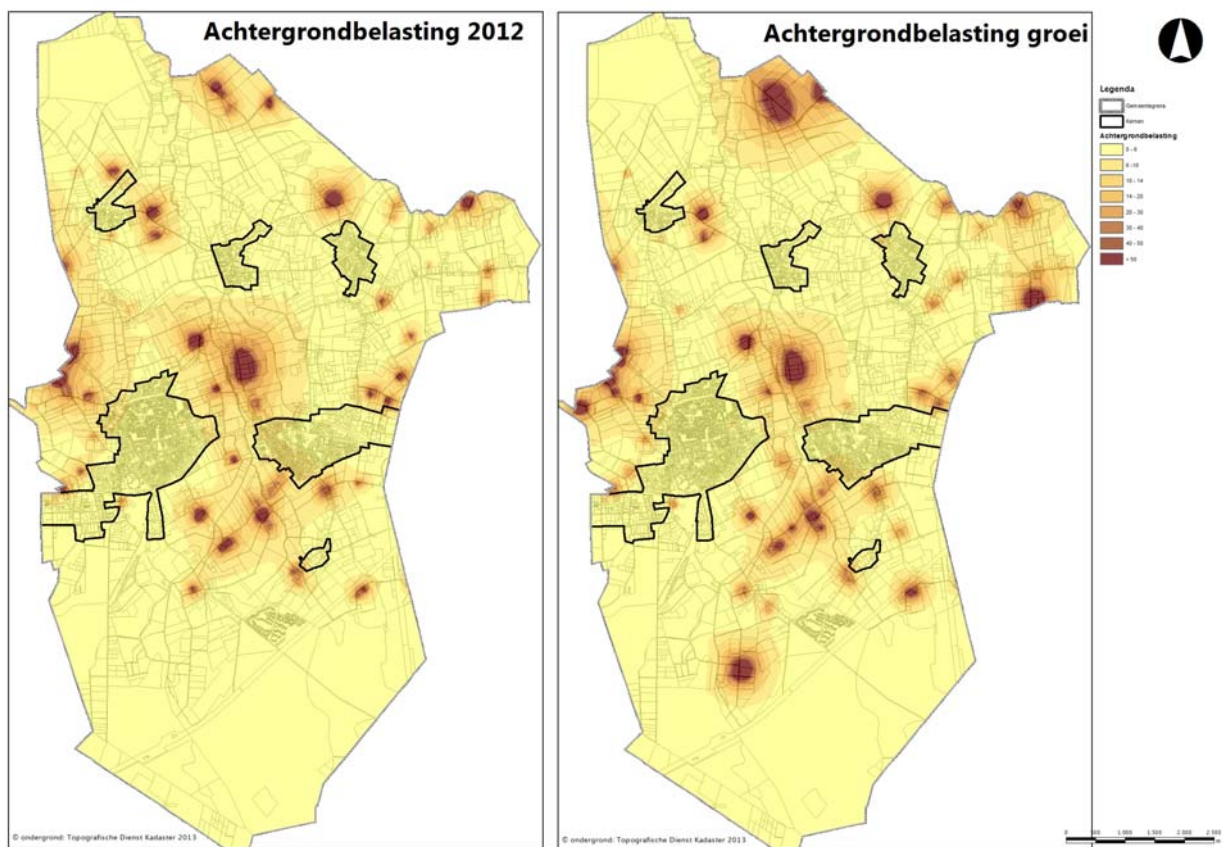 Achtergrondbelasting 2012
© ondergrond: Topografische Dienst Kadaster 2013
Achtergrondbelasting groei
© ondergrond: Topografische Dienst Kadaster 2013
Legenda
Gemeentegrens
Kernen
Achtergrondbelasting
0 - 6
6 - 10
10 - 14
14 - 20
20 - 30
30 - 40
40 - 50
> 50
0 500 1.000 1.500 2.000 2.500